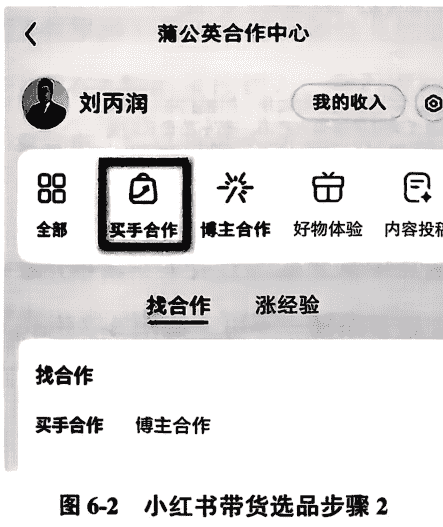 蒲公英合作中心
刘丙润 我的收入
全部 买手合作 博主合作 好物体验 内容投稿
找合作 涨经验
找合作
买手合作 博主合作
图 6-2 小红书带货选品步骤 2